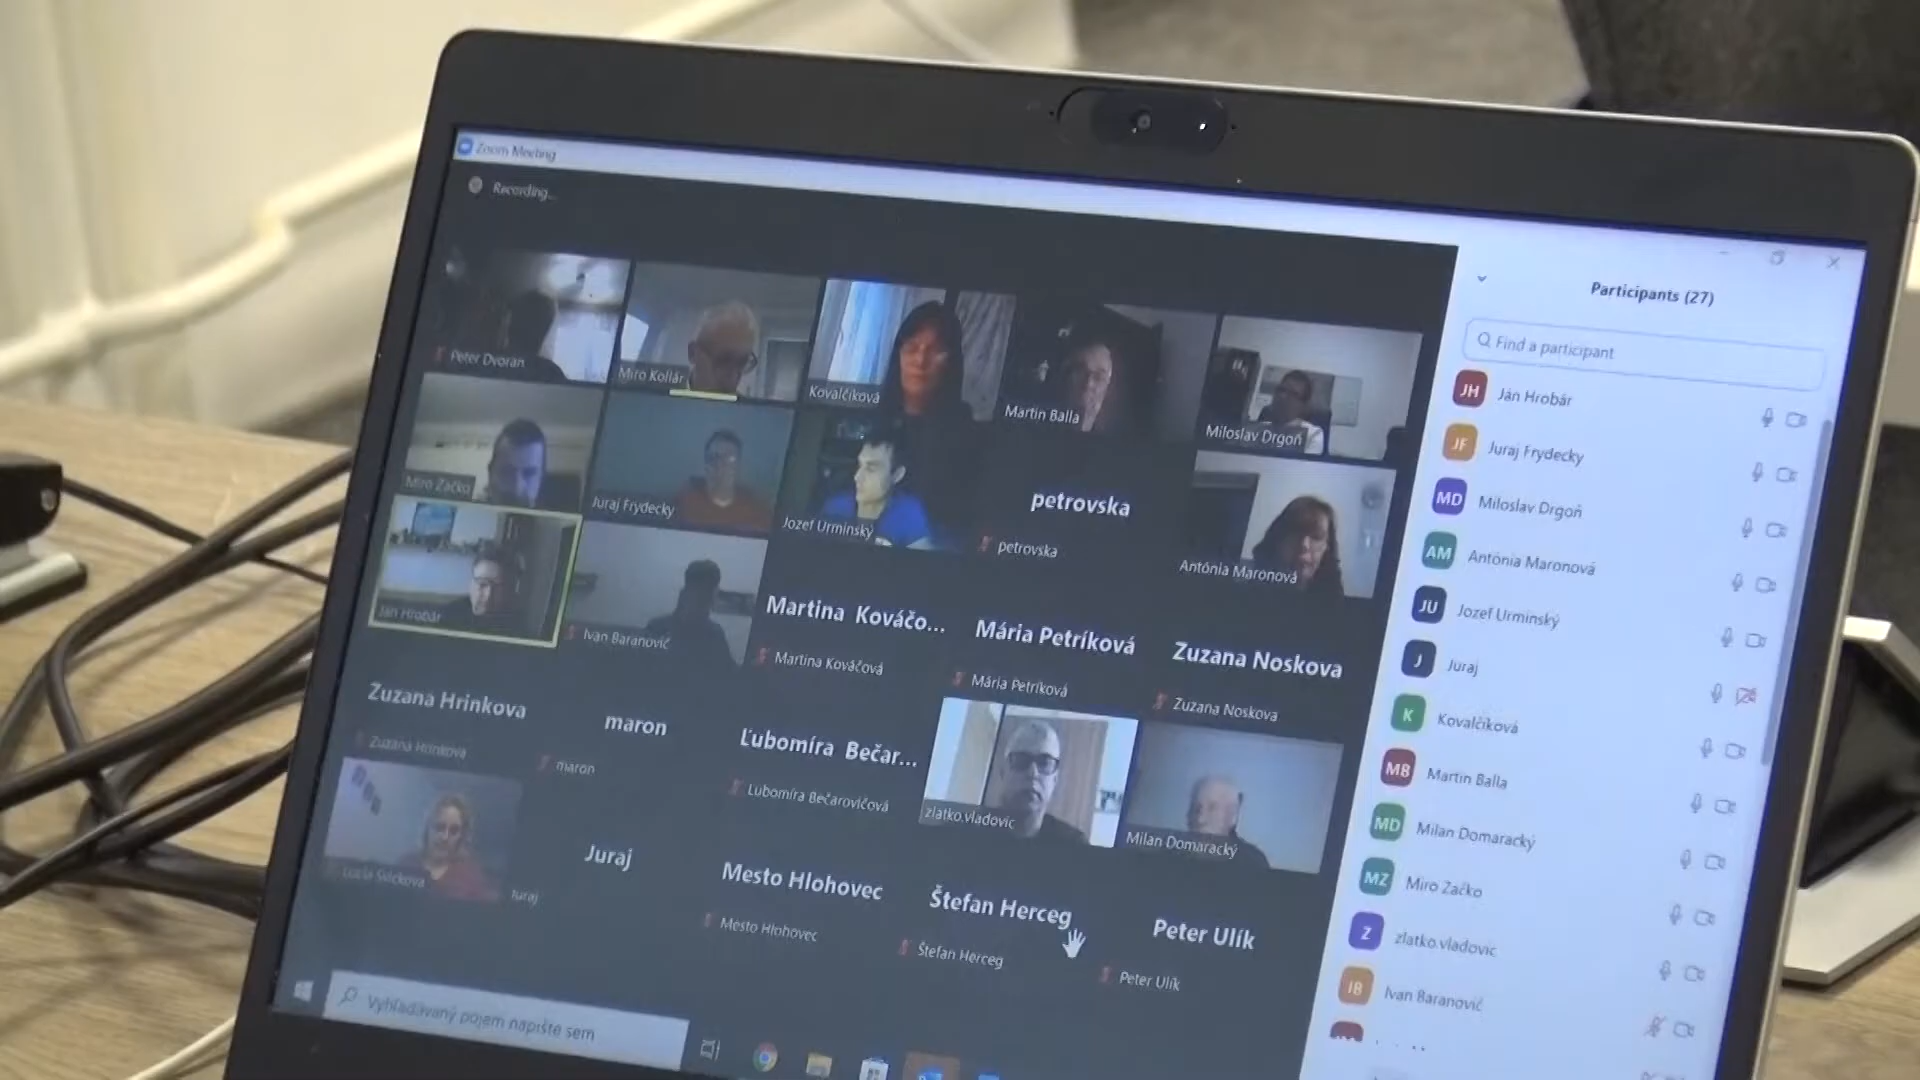 Zoom Meeting
Recording...
Peter Dvoran
Miro Kollár
Kovalčíková
Martin Balla
Miloslav Drgoň
Miro Začko
Juraj Frydecky
Jozef Urminský
petrovska
petrovska
Antónia Maronová
Ján Hrobár
Ivan Baranovič
Martina Kováčo...
Martina Kováčová
Mária Petríková
Mária Petríková
Zuzana Noskova
Zuzana Noskova
Zuzana Hrinkova
Zuzana Hrinkova
maron
maron
Ľubomíra Bečar...
Ľubomíra Bečarovičová
zlatko.vladovic
Milan Domaracký
Juraj
Juraj
Mesto Hlohovec
Mesto Hlohovec
Štefan Herceg
Štefan Herceg
Peter Ulík
Peter Ulík
Vyhľadávaný pojem napíšte sem
Participants (27)
Find a participant
JH Ján Hrobár
JF Juraj Frydecky
MD Miloslav Drgoň
AM Antónia Maronová
JU Jozef Urminský
J Juraj
K Kovalčíková
MB Martin Balla
MD Milan Domaracký
MZ Miro Začko
Z zlatko.vladovic
IB Ivan Baranovič